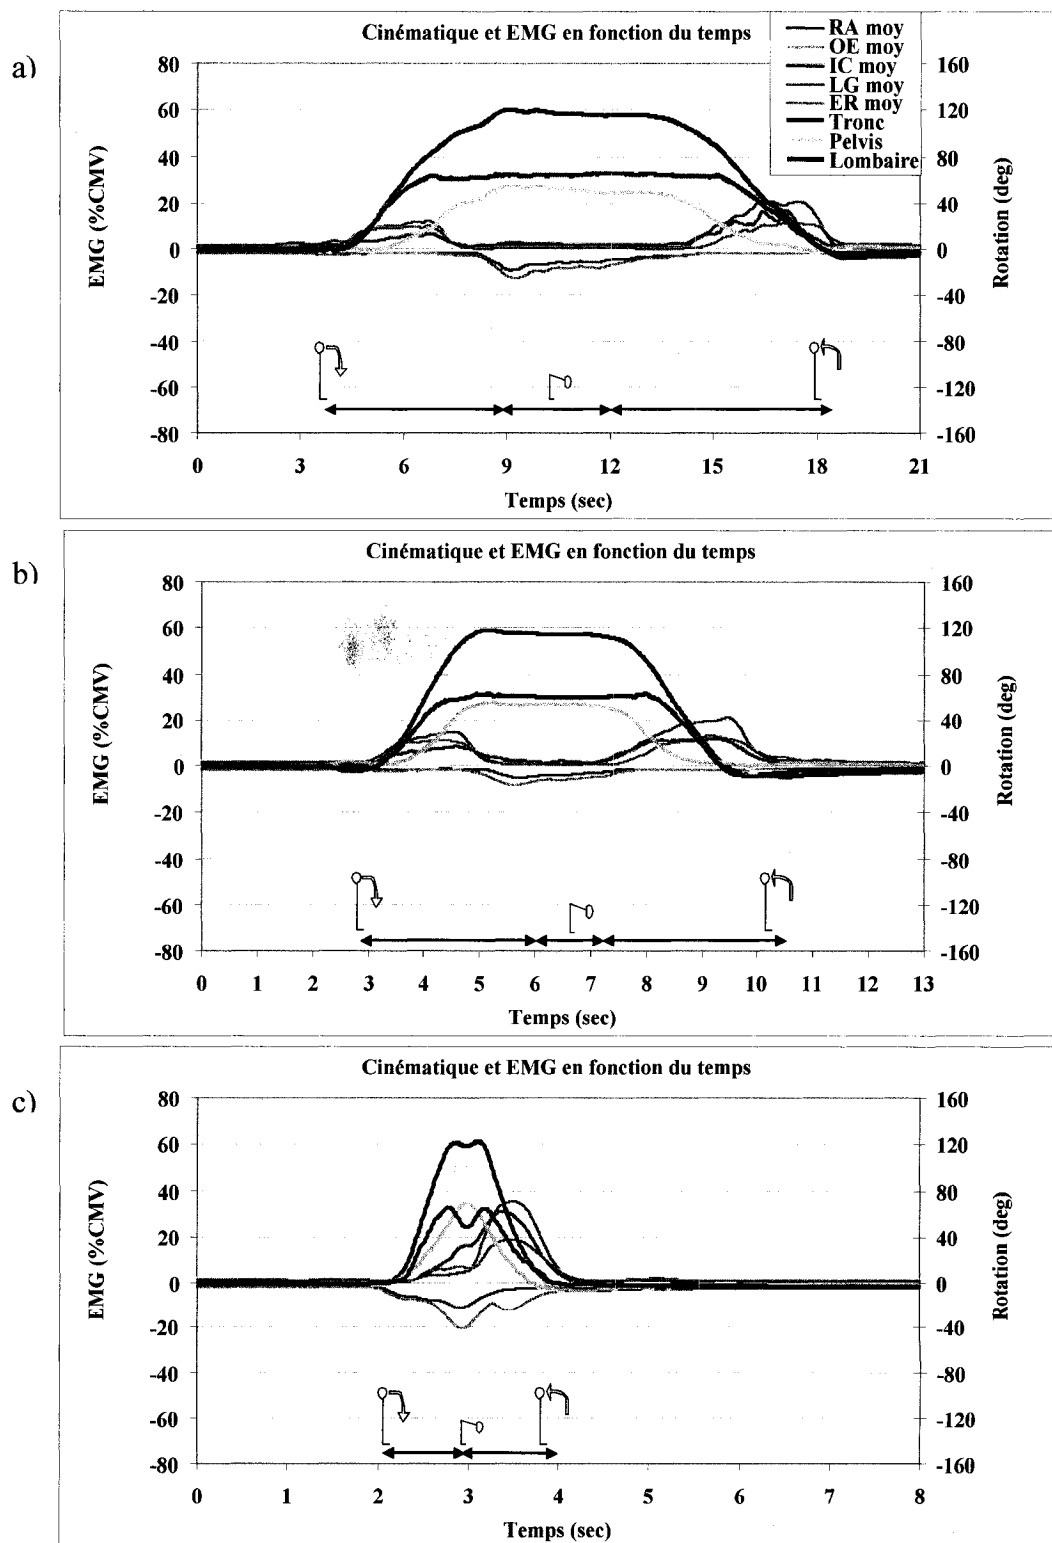 a)
Cinématique et EMG en fonction du temps
RA moy
OE moy
IC moy
LG moy
ER moy
Tronc
Pelvis
Lombaire
EMG (%CMV)
80
60
40
20
0
-20
-40
-60
-80
160
120
80
40
0
-40
-80
-120
-160
Rotation (deg)
0 3 6 9 12 15 18 21
Temps (sec)
b)
Cinématique et EMG en fonction du temps
EMG (%CMV)
80
60
40
20
0
-20
-40
-60
-80
160
120
80
40
0
-40
-80
-120
-160
Rotation (deg)
0 1 2 3 4 5 6 7 8 9 10 11 12 13
Temps (sec)
c)
Cinématique et EMG en fonction du temps
EMG (%CMV)
80
60
40
20
0
-20
-40
-60
-80
160
120
80
40
0
-40
-80
-120
-160
Rotation (deg)
0 1 2 3 4 5 6 7 8
Temps (sec)